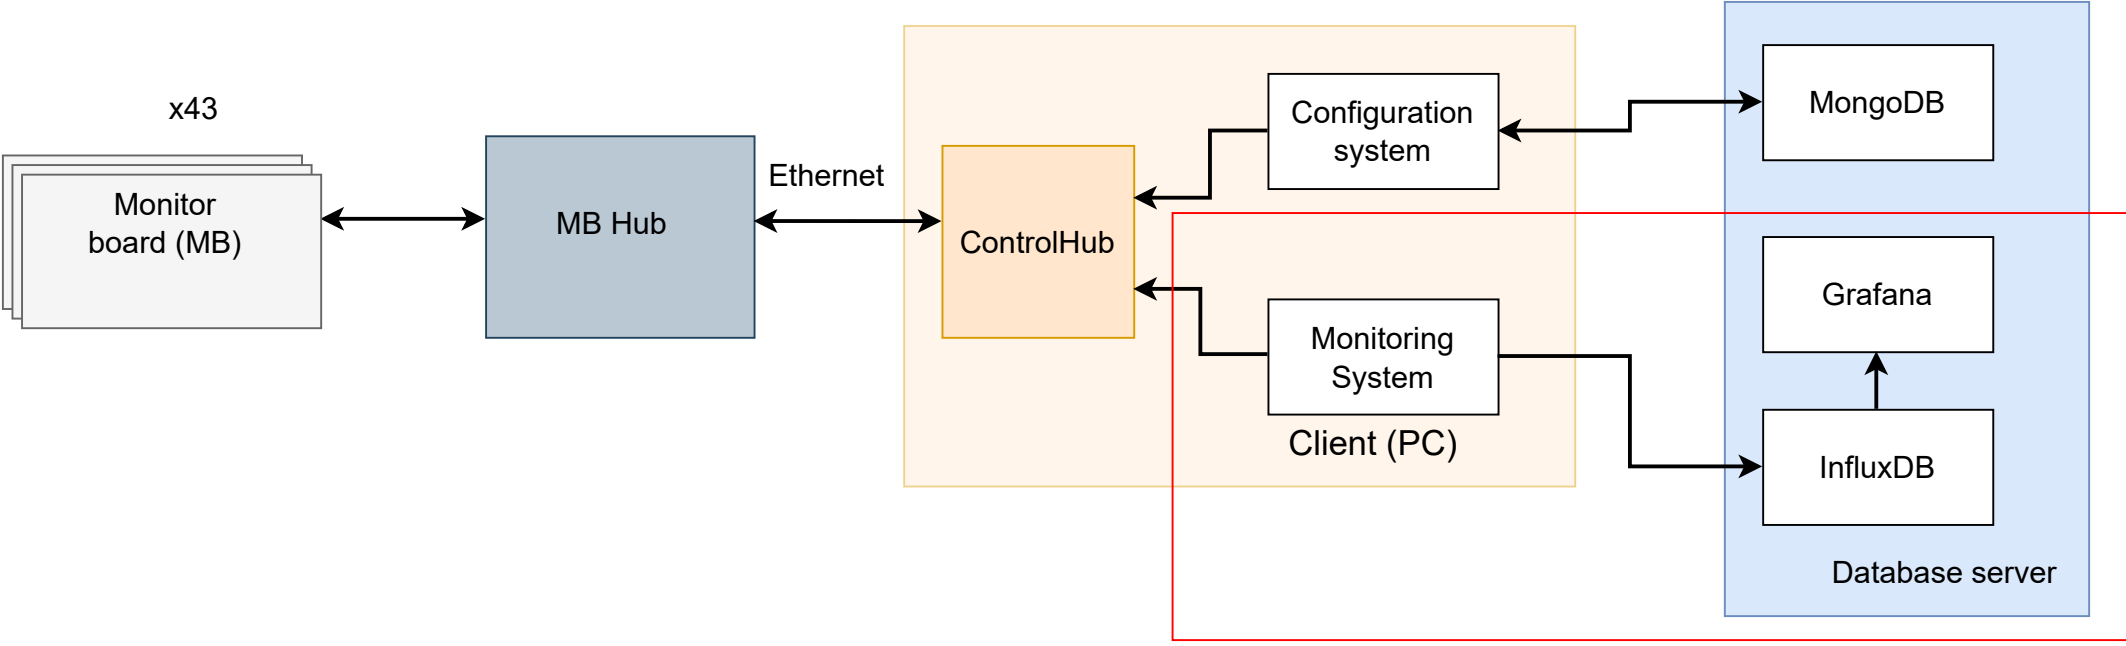 x43
Monitor
board (MB)
MB Hub
Ethernet
ControlHub
Configuration
system
Monitoring
System
Client (PC)
MongoDB
Grafana
InfluxDB
Database server